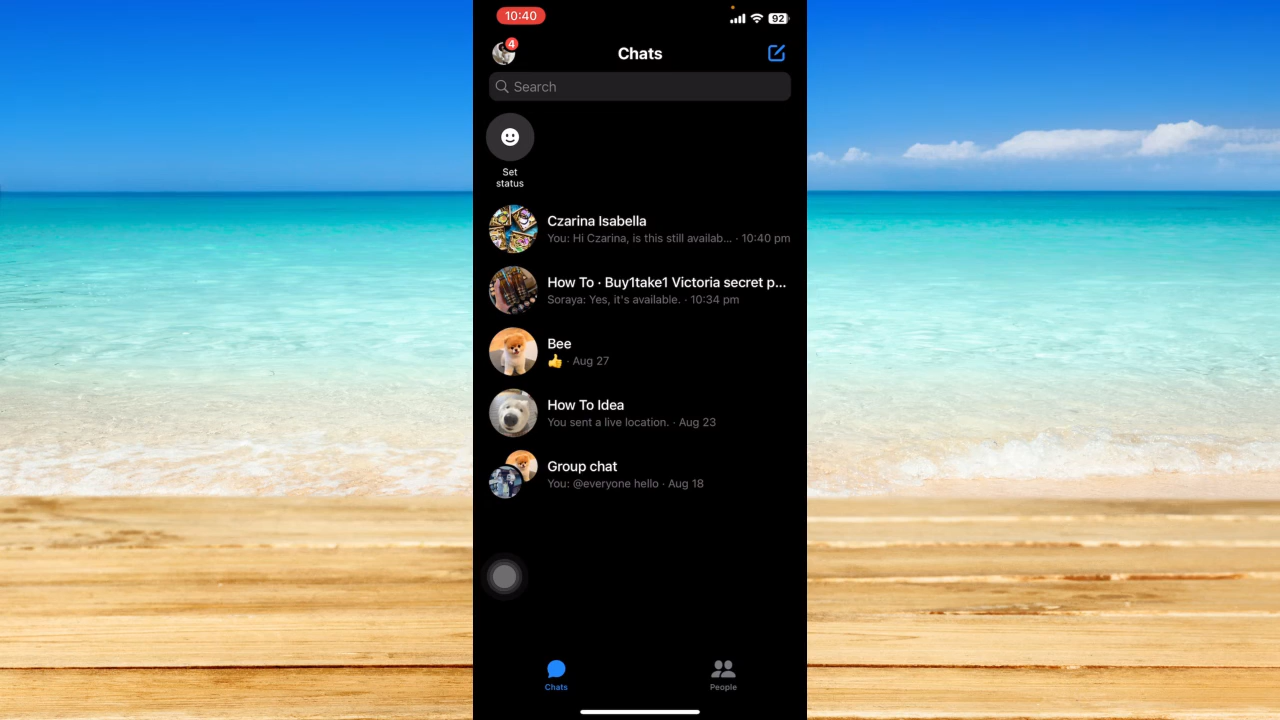 10:40
92
4
Chats
Search
Set
status
Czarina Isabella
You: Hi Czarina, is this still availab... · 10:40 pm
How To · Buy1take1 Victoria secret p...
Soraya: Yes, it's available. · 10:34 pm
Bee
👍 · Aug 27
How To Idea
You sent a live location. · Aug 23
Group chat
You: @everyone hello · Aug 18
Chats
People